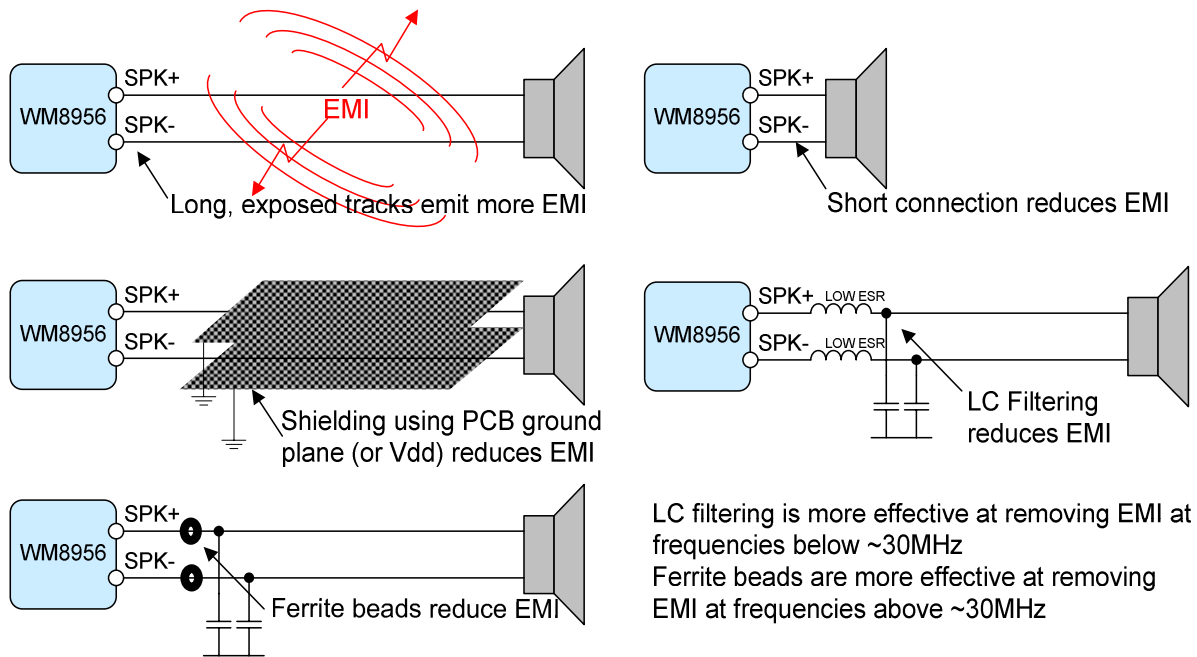 WM8956
SPK+
SPK-
EMI
Long, exposed tracks emit more EMI
WM8956
SPK+
SPK-
Short connection reduces EMI
WM8956
SPK+
SPK-
Shielding using PCB ground
plane (or Vdd) reduces EMI
WM8956
SPK+
LOW ESR
SPK-
LOW ESR
LC Filtering
reduces EMI
WM8956
SPK+
SPK-
Ferrite beads reduce EMI
LC filtering is more effective at removing EMI at
frequencies below ~30MHz
Ferrite beads are more effective at removing
EMI at frequencies above ~30MHz